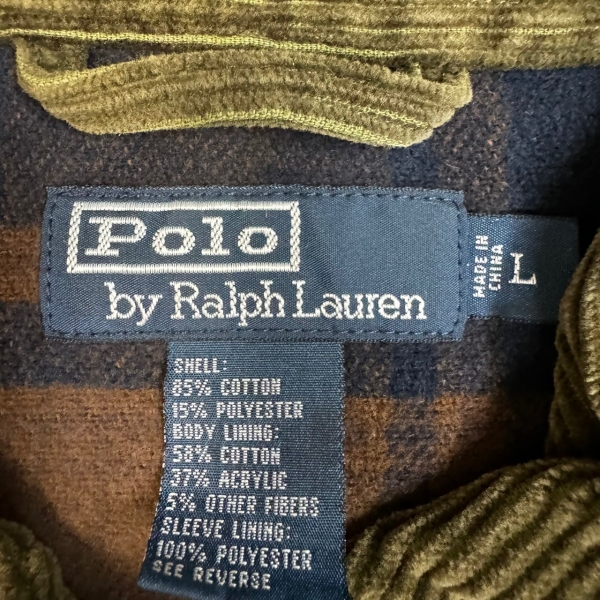 Polo
by Ralph Lauren
MADE IN
CHINA
L
SHELL:
85% COTTON
15% POLYESTER
BODY LINING:
58% COTTON
37% ACRYLIC
5% OTHER FIBERS
SLEEVE LINING:
100% POLYESTER
SEE REVERSE